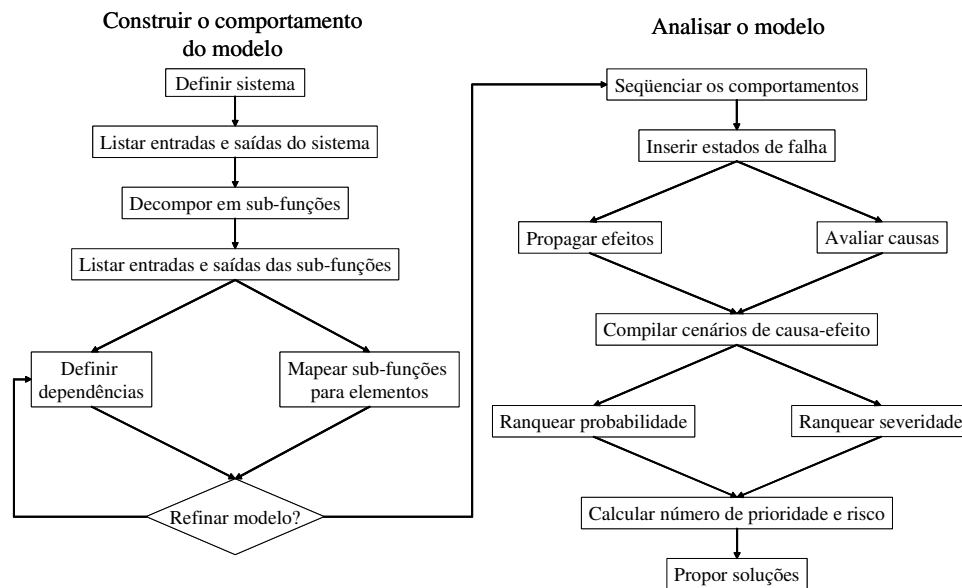 Construir o comportamento
do modelo
Definir sistema
Listar entradas e saídas do sistema
Decompor em sub-funções
Listar entradas e saídas das sub-funções
Definir
dependências
Mapear sub-funções
para elementos
Refinar modelo?
Analisar o modelo
Seqüenciar os comportamentos
Inserir estados de falha
Propagar efeitos
Avaliar causas
Compilar cenários de causa-efeito
Ranquear probabilidade
Ranquear severidade
Calcular número de prioridade e risco
Propor soluções